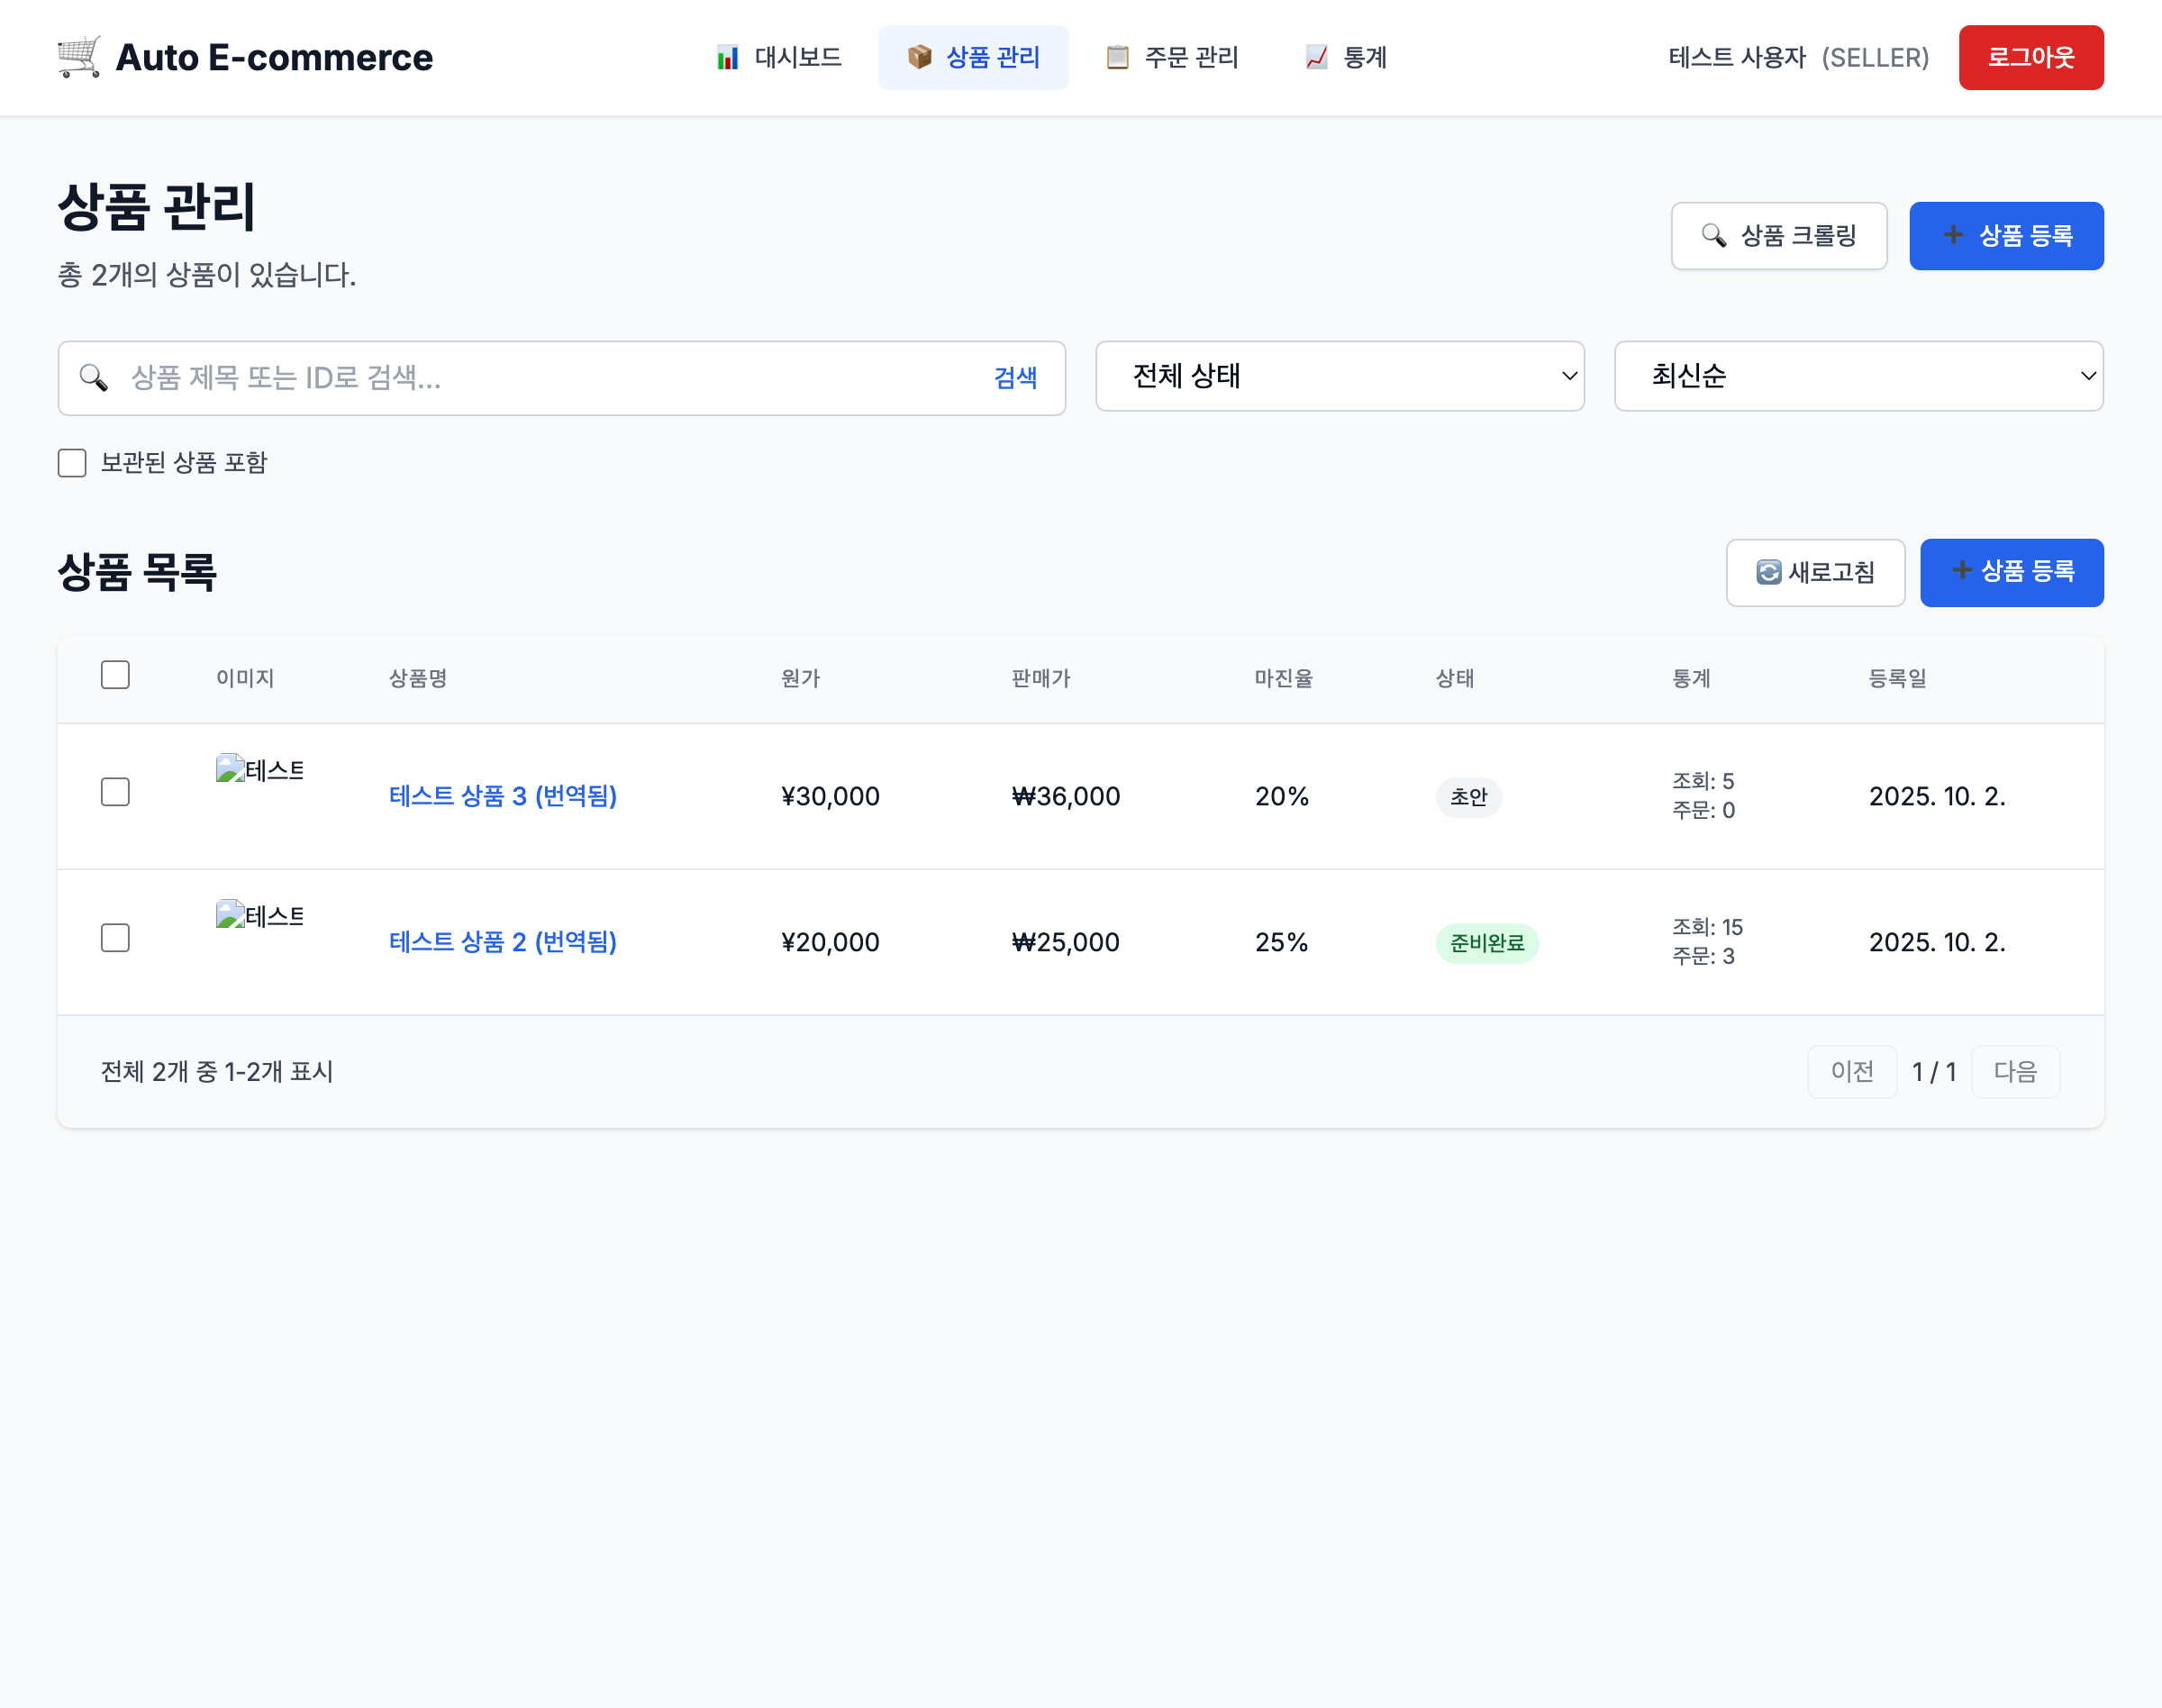 Auto E-commerce
대시보드
상품 관리
주문 관리
통계
테스트 사용자 (SELLER)
로그아웃
상품 관리
총 2개의 상품이 있습니다.
상품 크롤링
상품 등록
상품 제목 또는 ID로 검색...
검색
전체 상태
최신순
보관된 상품 포함
상품 목록
새로고침
상품 등록
이미지 상품명 원가 판매가 마진율 상태 통계 등록일
테스트
테스트 상품 3 (번역됨) ¥30,000 ₩36,000 20% 초안
조회: 5
주문: 0
2025. 10. 2.
테스트
테스트 상품 2 (번역됨) ¥20,000 ₩25,000 25% 준비완료
조회: 15
주문: 3
2025. 10. 2.
전체 2개 중 1-2개 표시
이전 1 / 1 다음